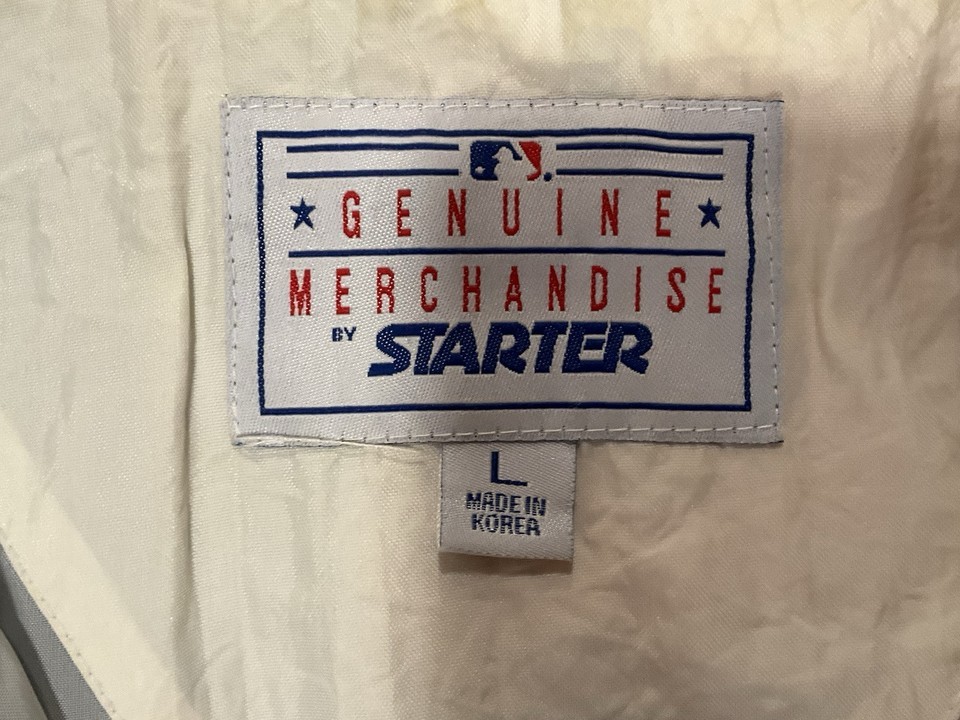 GENUINE
MERCHANDISE
BY STARTER
L
MADE IN
KOREA